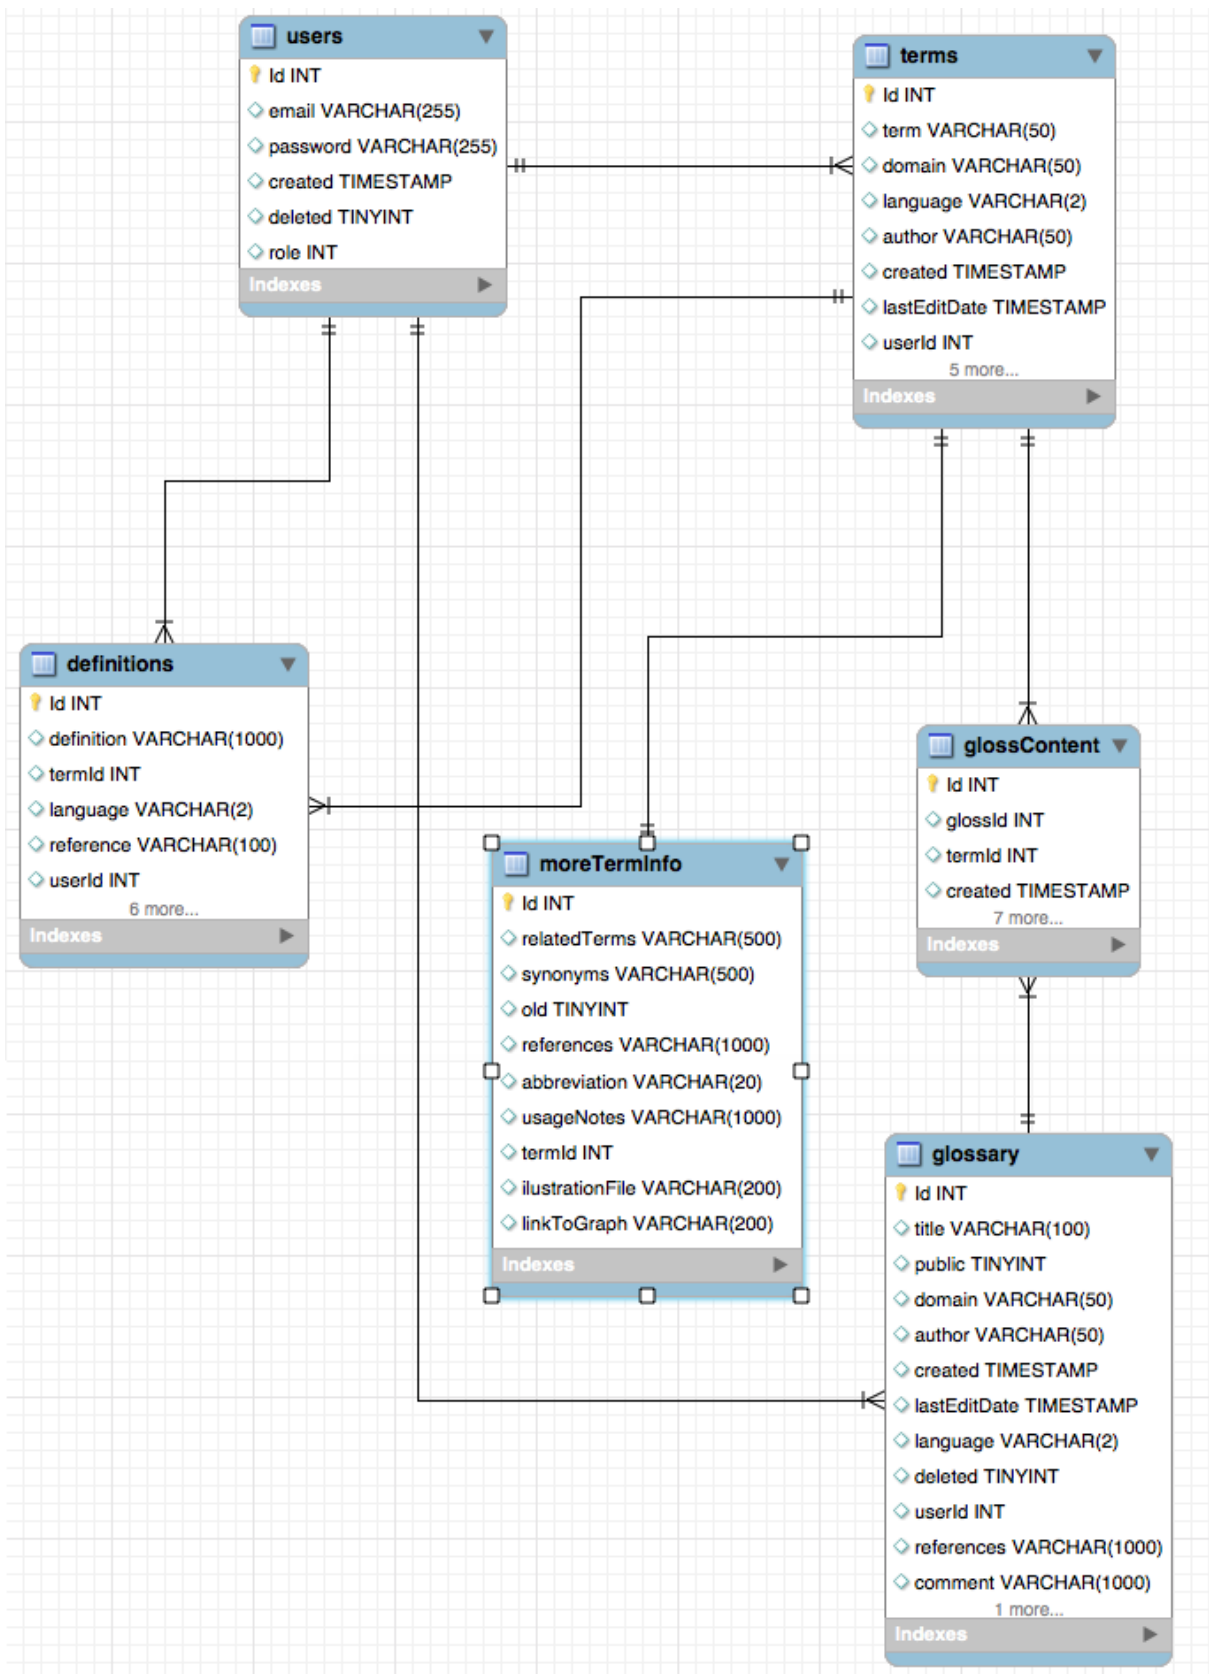 users
Id INT
email VARCHAR(255)
password VARCHAR(255)
created TIMESTAMP
deleted TINYINT
role INT
Indexes
terms
Id INT
term VARCHAR(50)
domain VARCHAR(50)
language VARCHAR(2)
author VARCHAR(50)
created TIMESTAMP
lastEditDate TIMESTAMP
userId INT
5 more...
Indexes
definitions
Id INT
definition VARCHAR(1000)
termId INT
language VARCHAR(2)
reference VARCHAR(100)
userId INT
6 more...
Indexes
moreTermInfo
Id INT
relatedTerms VARCHAR(500)
synonyms VARCHAR(500)
old TINYINT
references VARCHAR(1000)
abbreviation VARCHAR(20)
usageNotes VARCHAR(1000)
termId INT
ilustrationFile VARCHAR(200)
linkToGraph VARCHAR(200)
Indexes
glossContent
Id INT
glossId INT
termId INT
created TIMESTAMP
7 more...
Indexes
glossary
Id INT
title VARCHAR(100)
public TINYINT
domain VARCHAR(50)
author VARCHAR(50)
created TIMESTAMP
lastEditDate TIMESTAMP
language VARCHAR(2)
deleted TINYINT
userId INT
references VARCHAR(1000)
comment VARCHAR(1000)
1 more...
Indexes